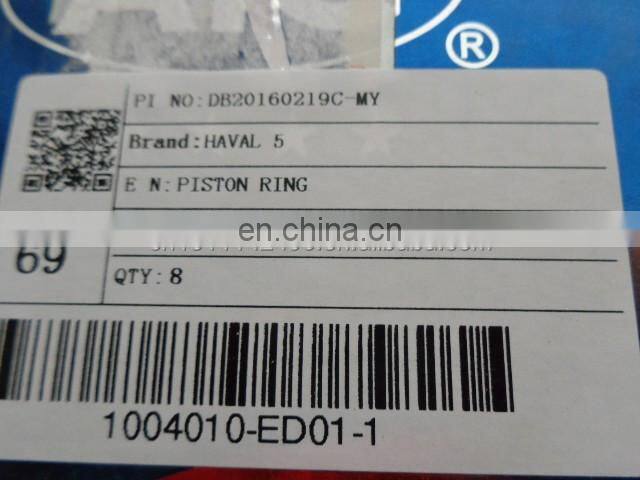 ®
PI NO:DB20160219C-MY
Brand:HAVAL 5
E N:PISTON RING
en.china.cn
69
QTY:8
1004010-ED01-1